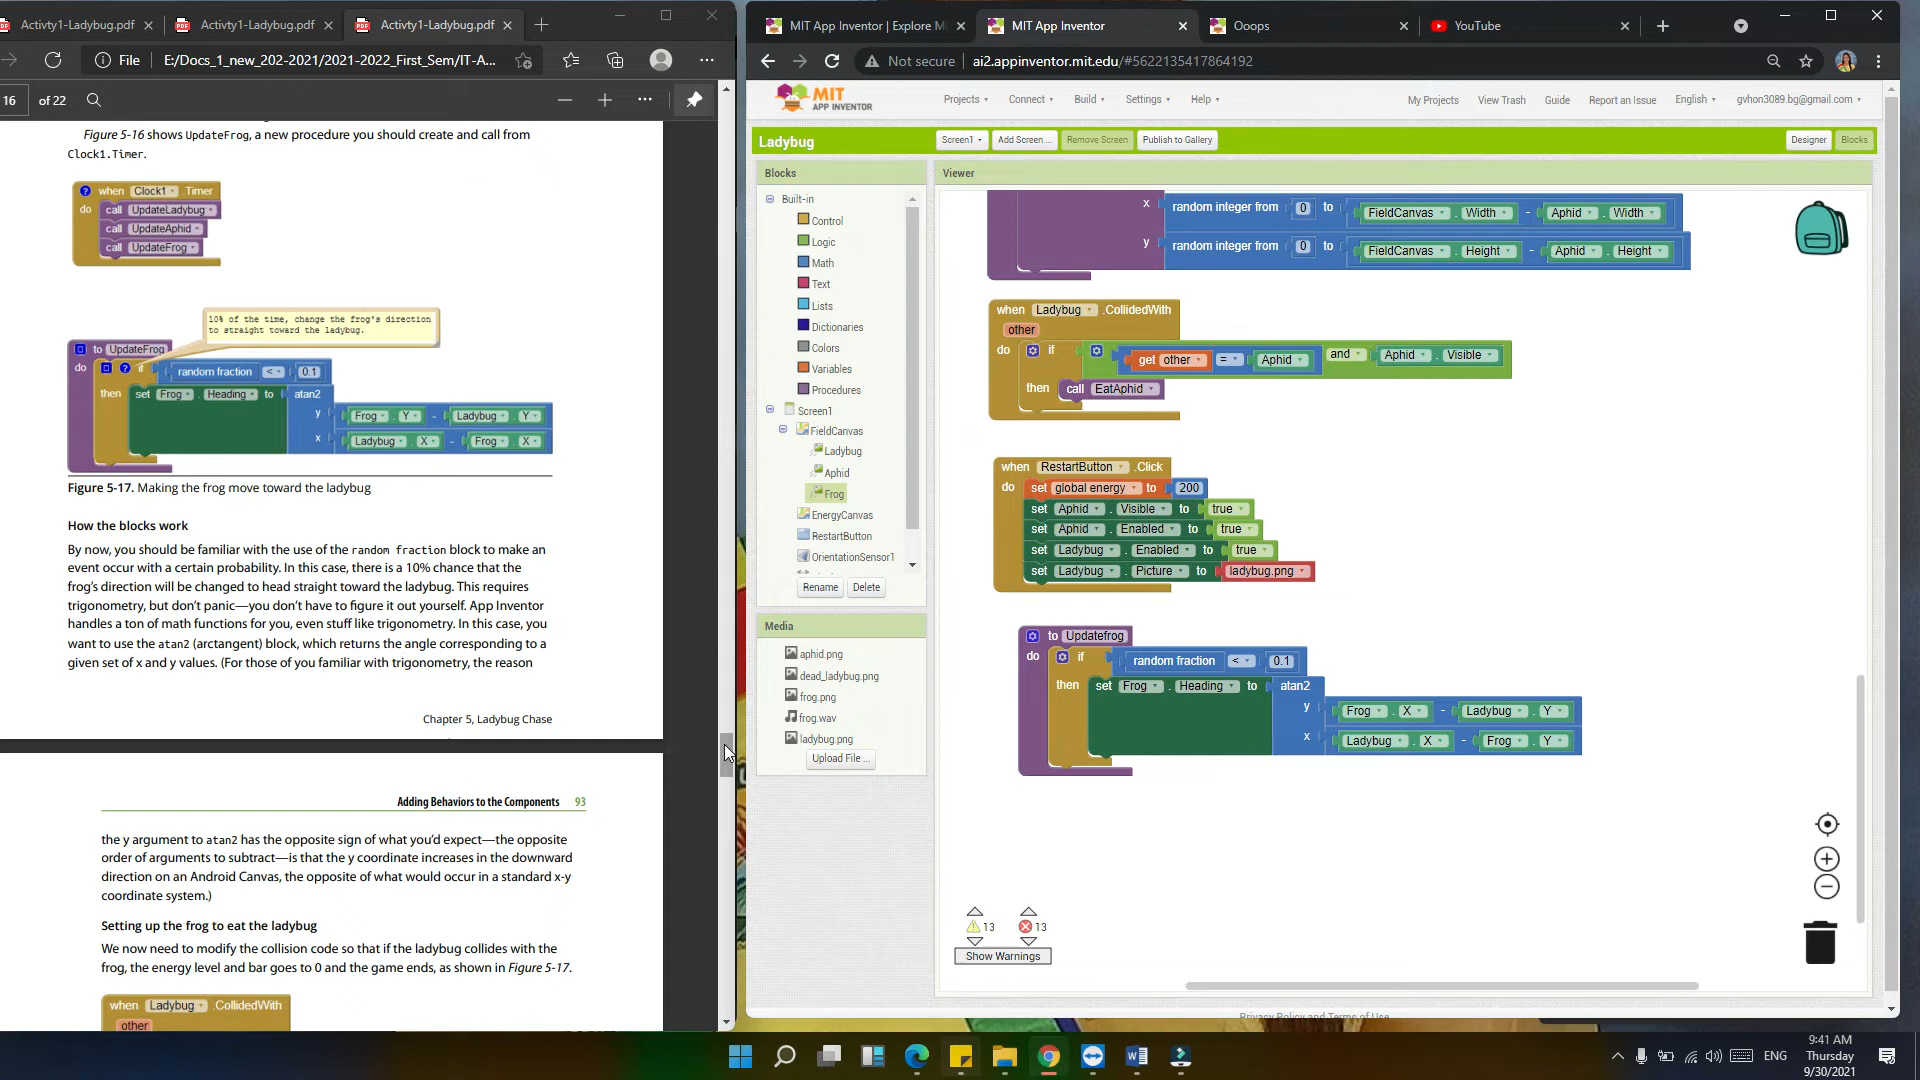 Activty1-Ladybug.pdf
Activty1-Ladybug.pdf
Activty1-Ladybug.pdf
File
E:/Docs_1_new_202-2021/2021-2022_First_Sem/IT-A...
16 of 22
Figure 5-16 shows UpdateFrog, a new procedure you should create and call from
Clock1.Timer.
when Clock1 .Timer
do call UpdateLadybug
call UpdateAphid
call UpdateFrog
10% of the time, change the frog's direction
to straight toward the ladybug.
to UpdateFrog
do if random fraction < 0.1
then set Frog . Heading to atan2
y Frog . Y - Ladybug . Y
x Ladybug . X - Frog . X
Figure 5-17. Making the frog move toward the ladybug
How the blocks work
By now, you should be familiar with the use of the random fraction block to make an
event occur with a certain probability. In this case, there is a 10% chance that the
frog's direction will be changed to head straight toward the ladybug. This requires
trigonometry, but don't panic—you don't have to figure it out yourself. App Inventor
handles a ton of math functions for you, even stuff like trigonometry. In this case, you
want to use the atan2 (arctangent) block, which returns the angle corresponding to a
given set of x and y values. (For those of you familiar with trigonometry, the reason
Chapter 5, Ladybug Chase
Adding Behaviors to the Components 93
the y argument to atan2 has the opposite sign of what you'd expect—the opposite
order of arguments to subtract—is that the y coordinate increases in the downward
direction on an Android Canvas, the opposite of what would occur in a standard x-y
coordinate system.)
Setting up the frog to eat the ladybug
We now need to modify the collision code so that if the ladybug collides with the
frog, the energy level and bar goes to 0 and the game ends, as shown in Figure 5-17.
when Ladybug .CollidedWith
other
MIT App Inventor | Explore M
MIT App Inventor
Ooops
YouTube
Not secure
ai2.appinventor.mit.edu/#5622135417864192
MIT
APP INVENTOR
Projects
Connect
Build
Settings
Help
My Projects
View Trash
Guide
Report an Issue
English
gvhon3089.bg@gmail.com
Ladybug
Screen1
Add Screen ...
Remove Screen
Publish to Gallery
Designer
Blocks
Blocks
Built-in
Control
Logic
Math
Text
Lists
Dictionaries
Colors
Variables
Procedures
Screen1
FieldCanvas
Ladybug
Aphid
Frog
EnergyCanvas
RestartButton
OrientationSensor1
Rename
Delete
Media
aphid.png
dead_ladybug.png
frog.png
frog.wav
ladybug.png
Upload File ...
Viewer
x random integer from 0 to FieldCanvas . Width - Aphid . Width
y random integer from 0 to FieldCanvas . Height - Aphid . Height
when Ladybug .CollidedWith
other
do if get other = Aphid and Aphid . Visible
then call EatAphid
when RestartButton .Click
do set global energy to 200
set Aphid . Visible to true
set Aphid . Enabled to true
set Ladybug . Enabled to true
set Ladybug . Picture to ladybug.png
to Updatefrog
do if random fraction < 0.1
then set Frog . Heading to atan2
y Frog . X - Ladybug . Y
x Ladybug . X - Frog . Y
13 13
Show Warnings
Privacy Policy and Terms of Use
ENG
9:41 AM
Thursday
9/30/2021